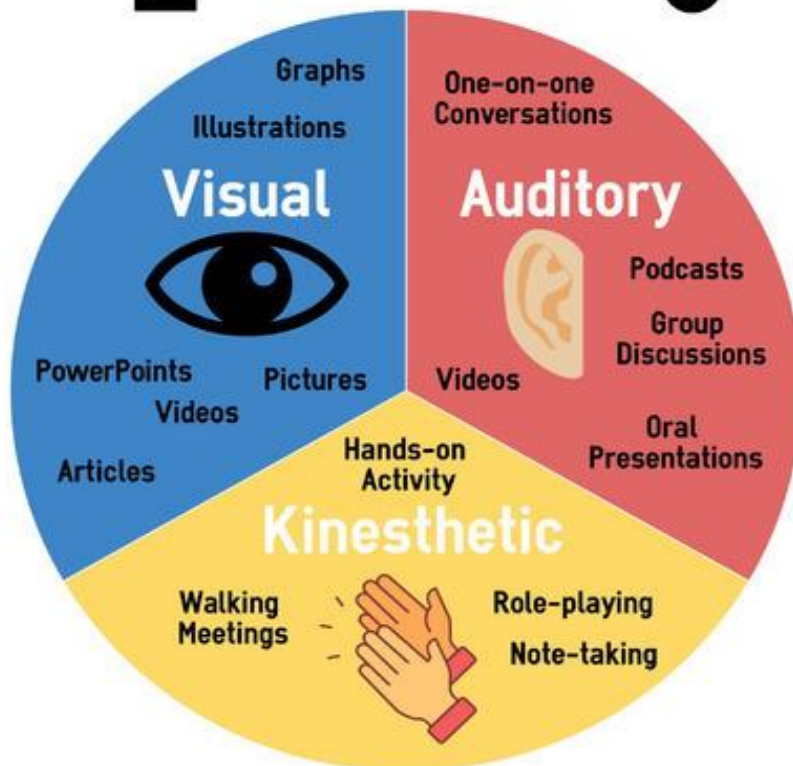 Graphs
Illustrations
Visual
PowerPoints
Pictures
Videos
Articles
One-on-one
Conversations
Auditory
Podcasts
Group
Discussions
Videos
Oral
Presentations
Hands-on
Activity
Kinesthetic
Walking
Meetings
Role-playing
Note-taking